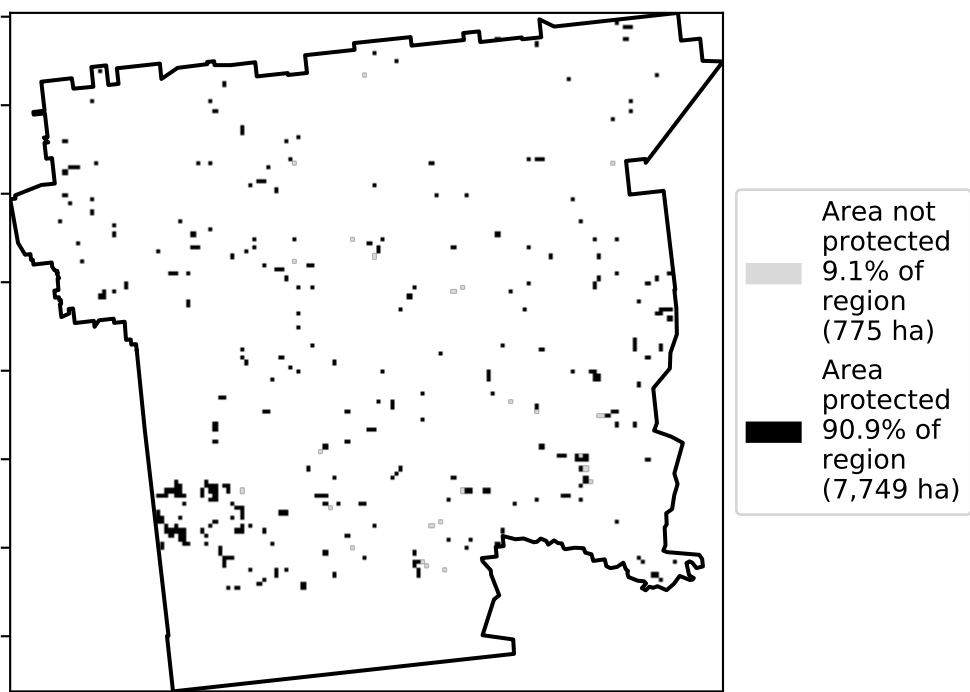 Area not
protected
9.1% of
region
(775 ha)
Area
protected
90.9% of
region
(7,749 ha)